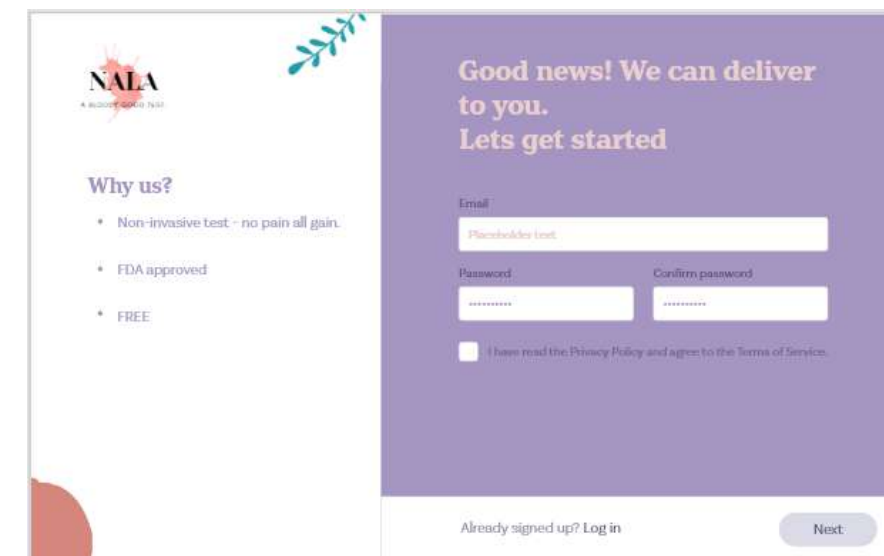 NALA
A BLOODY GOOD TEST
Why us?
• Non-invasive test - no pain all gain.
• FDA approved
• FREE
Good news! We can deliver
to you.
Lets get started
Email
Placeholder text
Password
Confirm password
••••••••••
••••••••••
I have read the Privacy Policy and agree to the Terms of Service.
Already signed up? Log in
Next